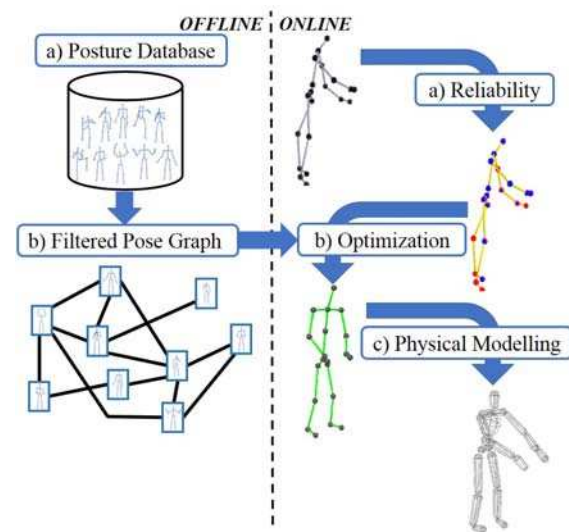 OFFLINE
ONLINE
a) Posture Database
a) Reliability
b) Filtered Pose Graph
b) Optimization
c) Physical Modelling